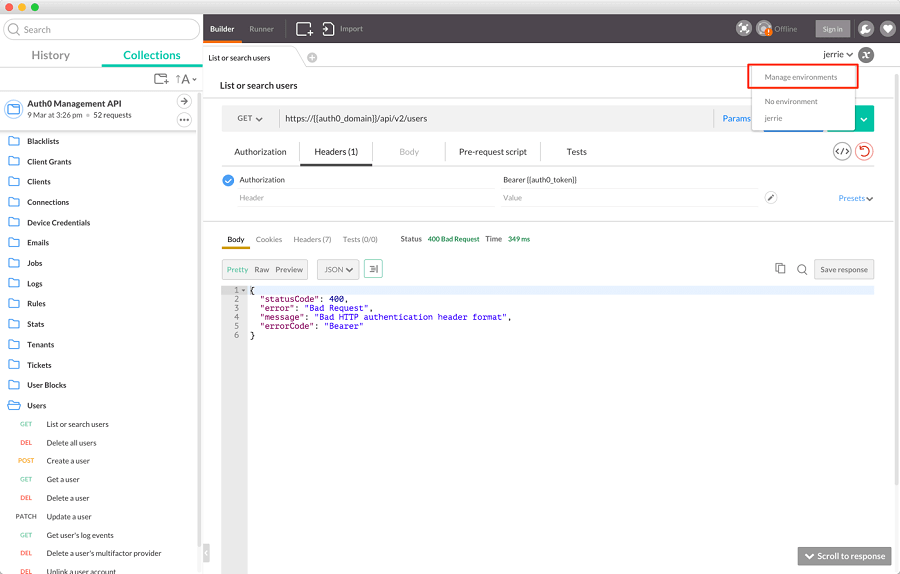 Search
Builder
Runner
Import
Offline
Sign in
History
Collections
List or search users
jerrie
↑A
Manage environments
No environment
jerrie
Auth0 Management API
9 Mar at 3:26 pm • 52 requests
List or search users
GET
https://{{auth0_domain}}/api/v2/users
Params
Blacklists
Client Grants
Clients
Connections
Device Credentials
Emails
Jobs
Logs
Rules
Stats
Tenants
Tickets
User Blocks
Users
GET List or search users
DEL Delete all users
POST Create a user
GET Get a user
DEL Delete a user
PATCH Update a user
GET Get user's log events
DEL Delete a user's multifactor provider
DEL Unlink a user account
Authorization
Headers (1)
Body
Pre-request script
Tests
Authorization
Bearer {{auth0_token}}
Header
Value
Presets
Body
Cookies
Headers (7)
Tests (0/0)
Status 400 Bad Request Time 349 ms
Pretty Raw Preview
JSON
Save response
1 {
2 "statusCode": 400,
3 "error": "Bad Request",
4 "message": "Bad HTTP authentication header format",
5 "errorCode": "Bearer"
6 }
Scroll to response